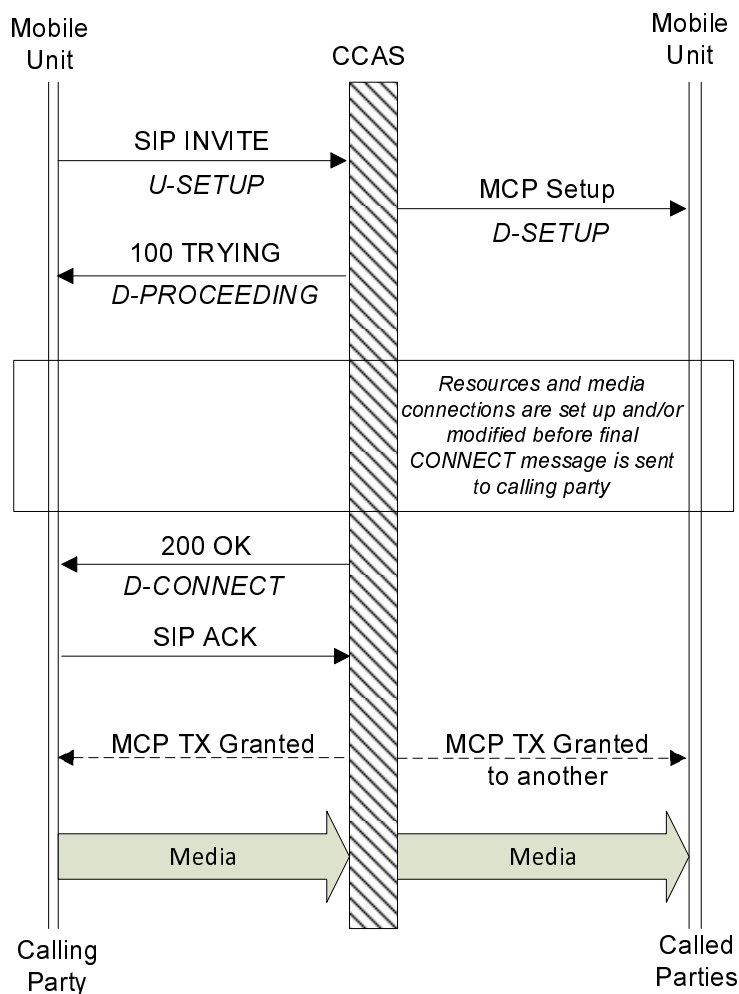 Mobile
Unit
CCAS
Mobile
Unit
SIP INVITE
U-SETUP
MCP Setup
D-SETUP
100 TRYING
D-PROCEEDING
Resources and media
connections are set up and/or
modified before final
CONNECT message is sent
to calling party
200 OK
D-CONNECT
SIP ACK
MCP TX Granted
MCP TX Granted
to another
Media
Media
Calling
Party
Called
Parties